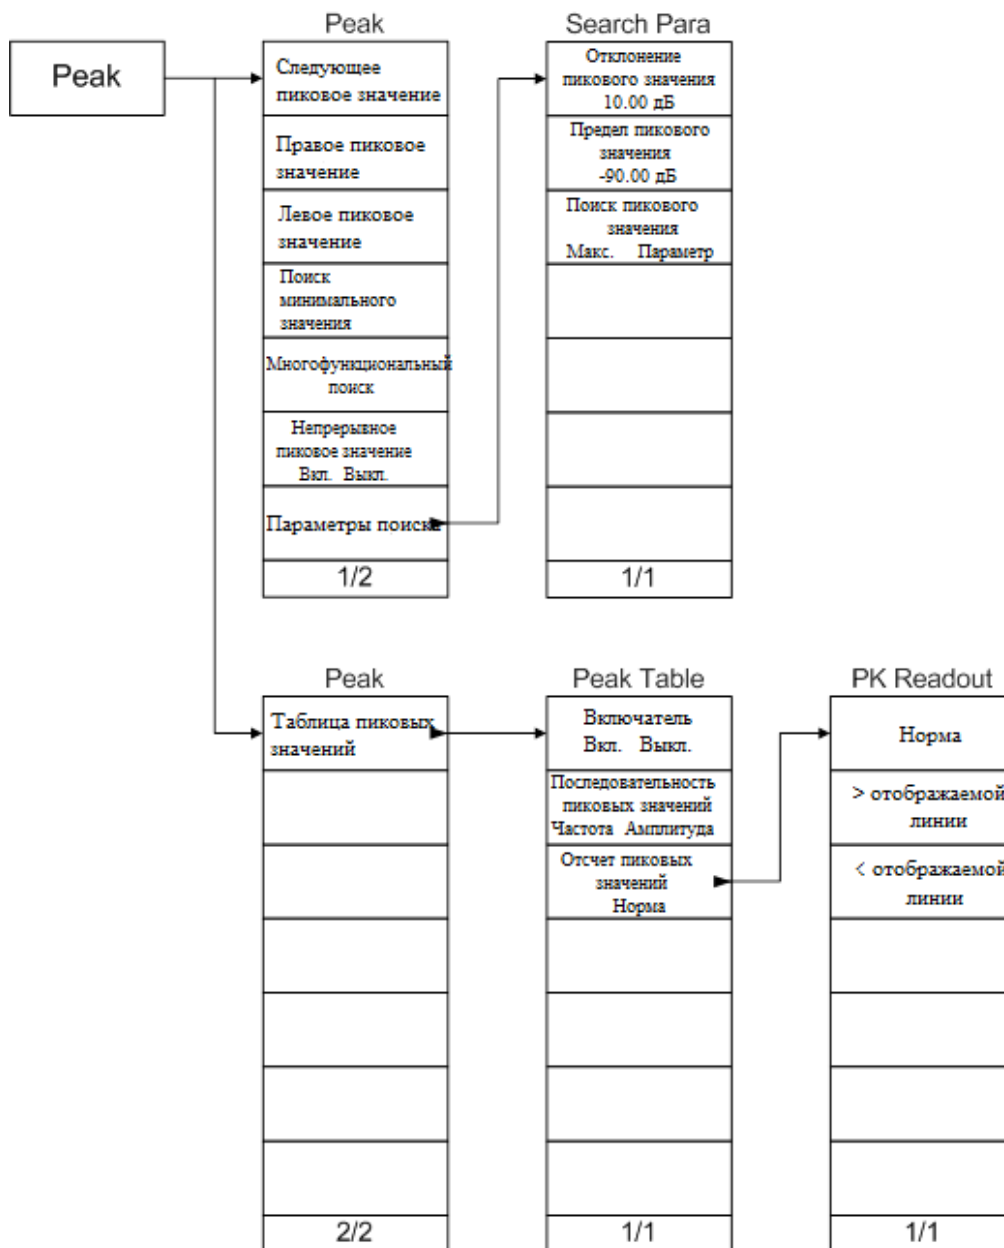 Peak
Peak
Следующее
пиковое значение
Правое пиковое
значение
Левое пиковое
значение
Поиск
минимального
значения
Многофункциональный
поиск
Непрерывное
пиковое значение
Вкл. Выкл.
Параметры поиска
1/2
Search Para
Отклонение
пикового значения
10.00 дБ
Предел пикового
значения
-90.00 дБ
Поиск пикового
значения
Макс. Параметр
1/1
Peak
Таблица пиковых
значений
2/2
Peak Table
Включатель
Вкл. Выкл.
Последовательность
пиковых значений
Частота Амплитуда
Отсчет пиковых
значений
Норма
1/1
PK Readout
Норма
> отображаемой
линии
< отображаемой
линии
1/1